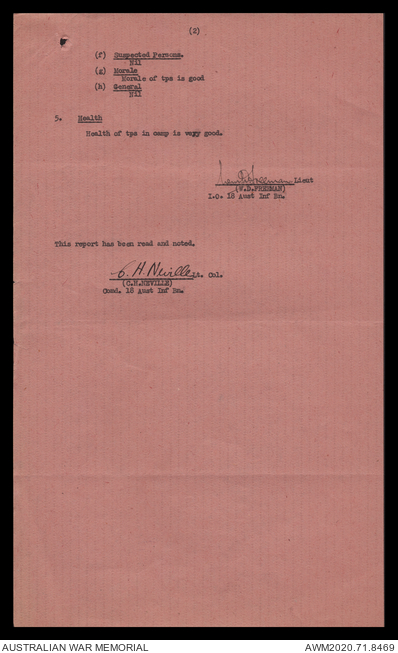 (2)
(f) Suspected Persons.
Nil
(g) Morale
Morale of tps is good
(h) General
Nil
5. Health
Health of tps in camp is very good.
Lieut
(W.D.FREEMAN)
I.O. 18 Aust Inf Bn.
This report has been read and noted.
C. H. Neville Lt. Col.
(C.H.NEVILLE)
Comd. 18 Aust Inf Bn.
AUSTRALIAN WAR MEMORIAL
AWM2020.71.8469